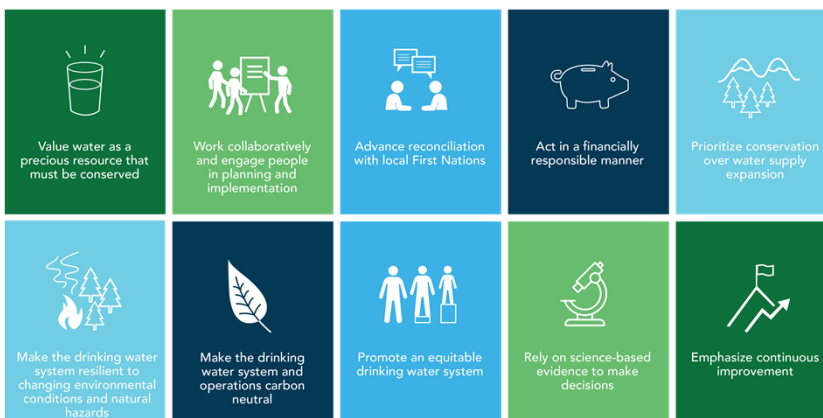 Value water as a
precious resource that
must be conserved
Work collaboratively
and engage people
in planning and
implementation
Advance reconciliation
with local First Nations
Act in a financially
responsible manner
Prioritize conservation
over water supply
expansion
Make the drinking water
system resilient to
changing environmental
conditions and natural
hazards
Make the drinking
water system and
operations carbon
neutral
Promote an equitable
drinking water system
Rely on science-based
evidence to make
decisions
Emphasize continuous
improvement